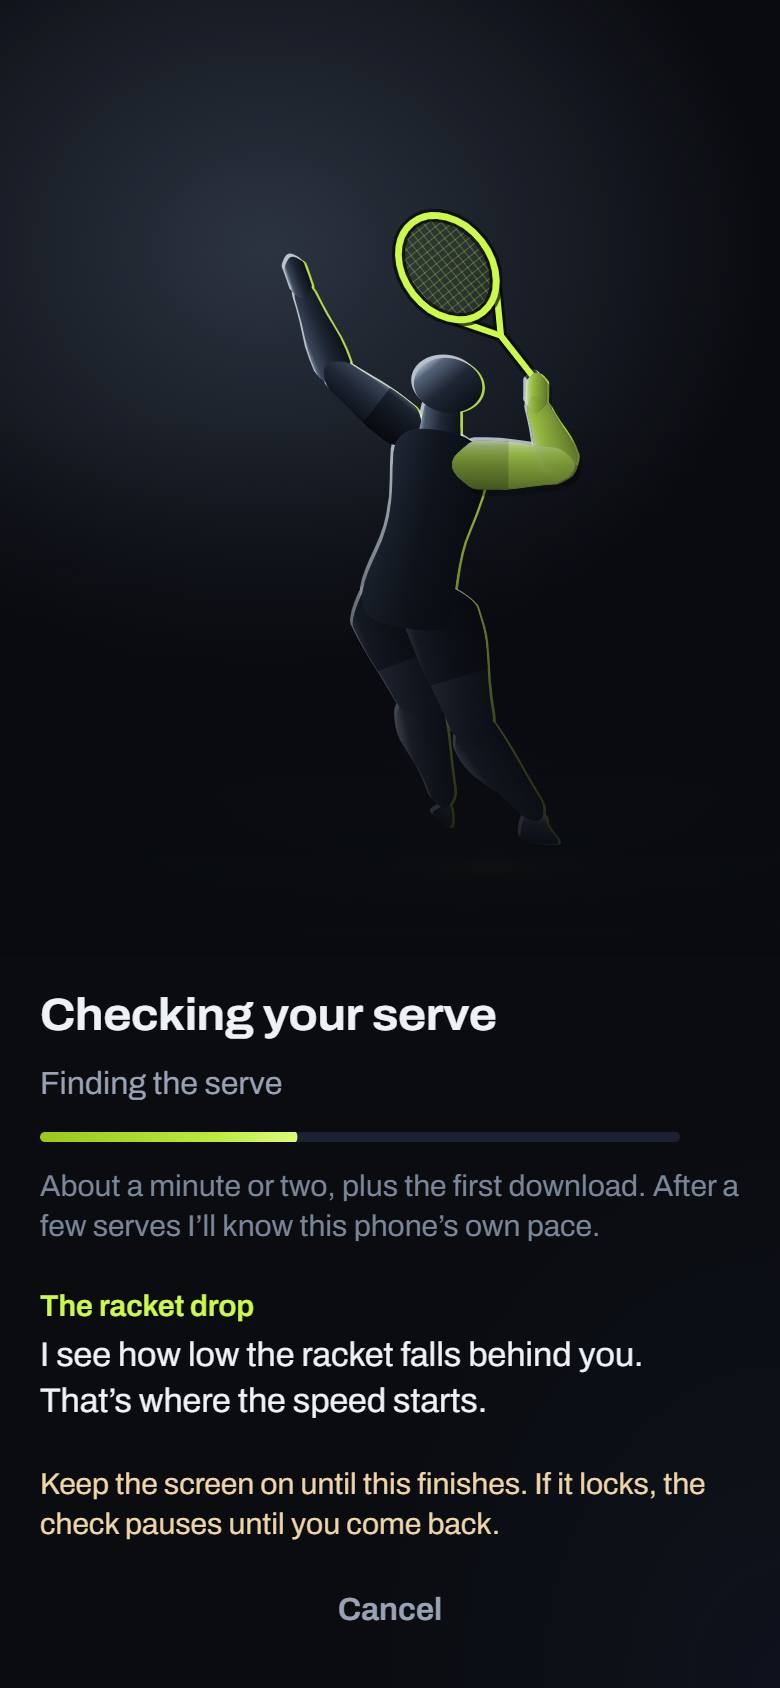 Checking your serve
Finding the serve
About a minute or two, plus the first download. After a
few serves I’ll know this phone’s own pace.
The racket drop
I see how low the racket falls behind you.
That’s where the speed starts.
Keep the screen on until this finishes. If it locks, the
check pauses until you come back.
Cancel